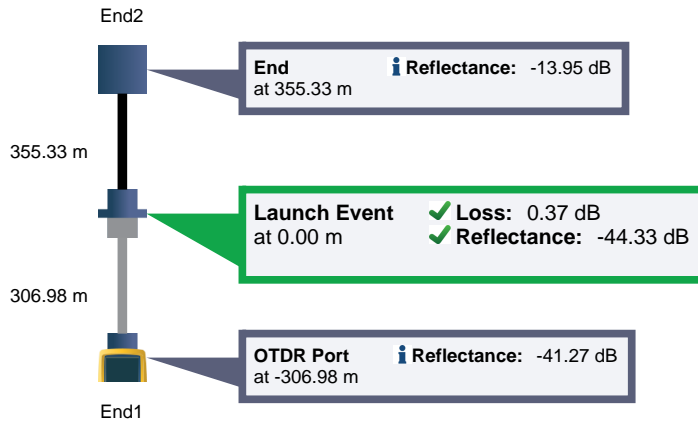 End2
End
Reflectance: -13.95 dB
at 355.33 m
355.33 m
Launch Event
Loss: 0.37 dB
at 0.00 m
Reflectance: -44.33 dB
306.98 m
OTDR Port
Reflectance: -41.27 dB
at -306.98 m
End1